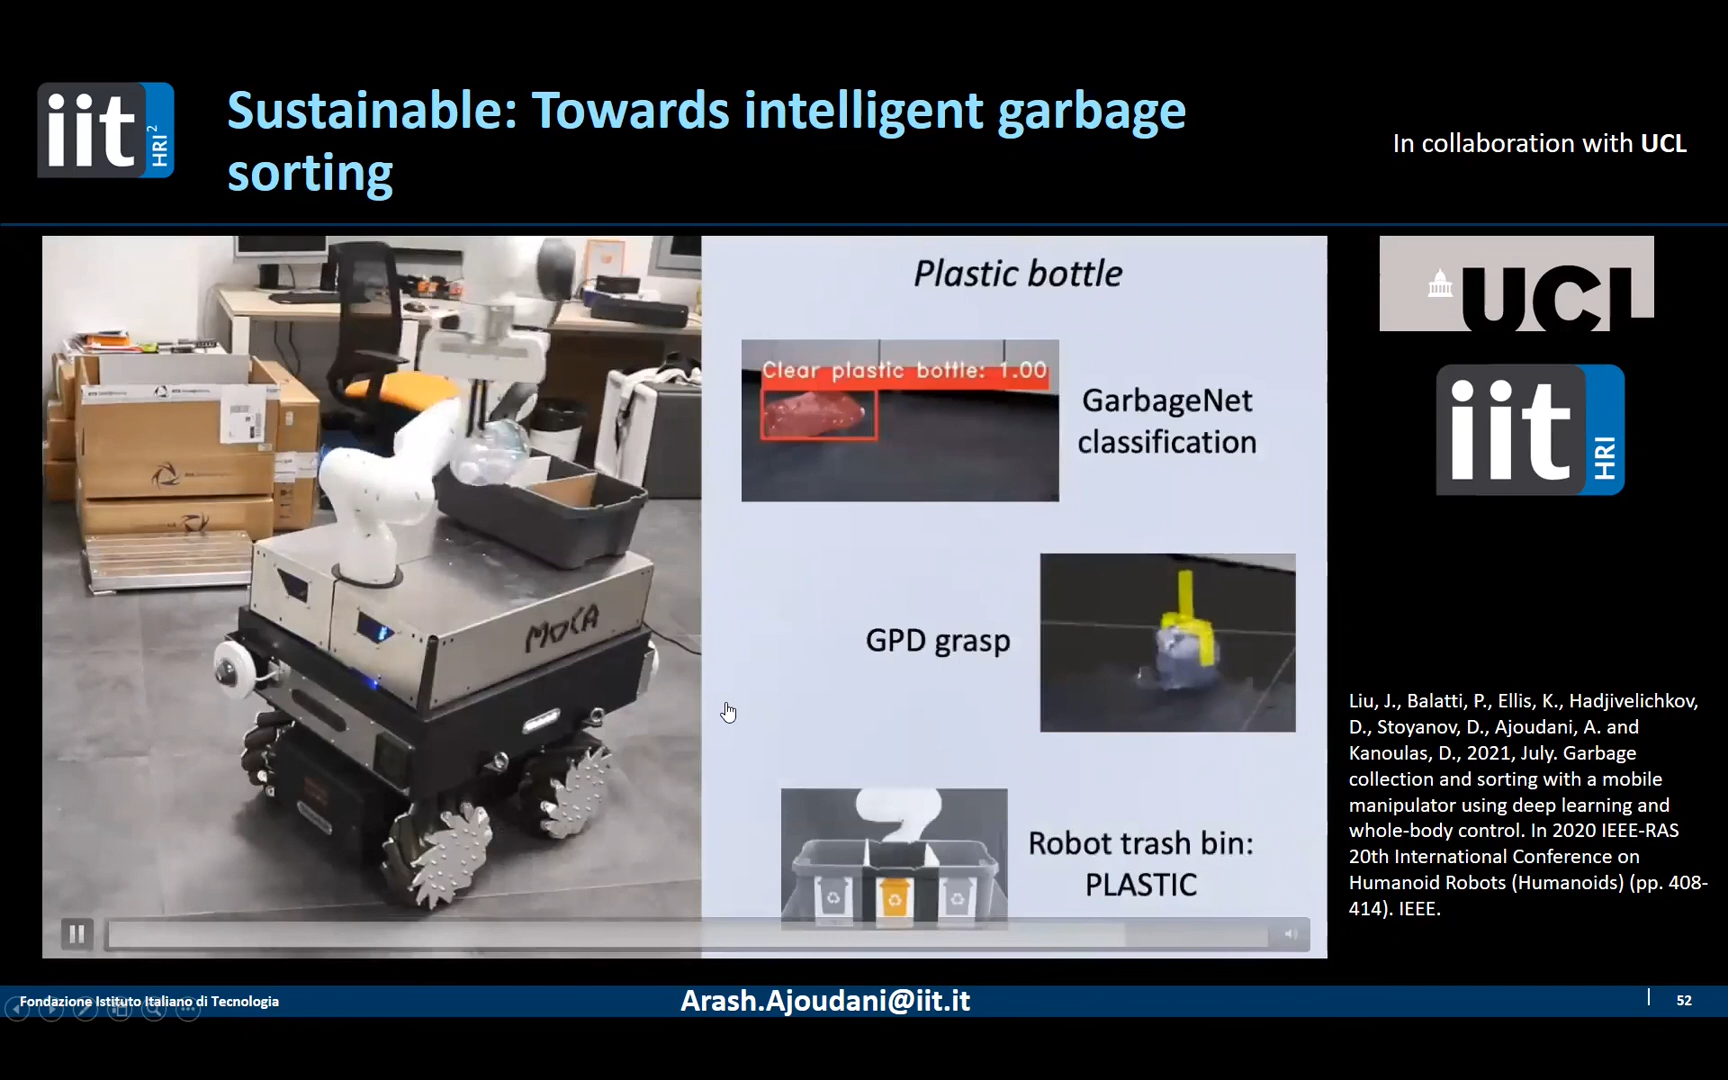 iit
HRI²
Sustainable: Towards intelligent garbage
sorting
In collaboration with UCL
Plastic bottle
Clear plastic bottle: 1.00
GarbageNet
classification
GPD grasp
Robot trash bin:
PLASTIC
MOCA
UCL
iit
HRI
Liu, J., Balatti, P., Ellis, K., Hadjivelichkov,
D., Stoyanov, D., Ajoudani, A. and
Kanoulas, D., 2021, July. Garbage
collection and sorting with a mobile
manipulator using deep learning and
whole-body control. In 2020 IEEE-RAS
20th International Conference on
Humanoid Robots (Humanoids) (pp. 408-
414). IEEE.
Fondazione Istituto Italiano di Tecnologia
Arash.Ajoudani@iit.it
52